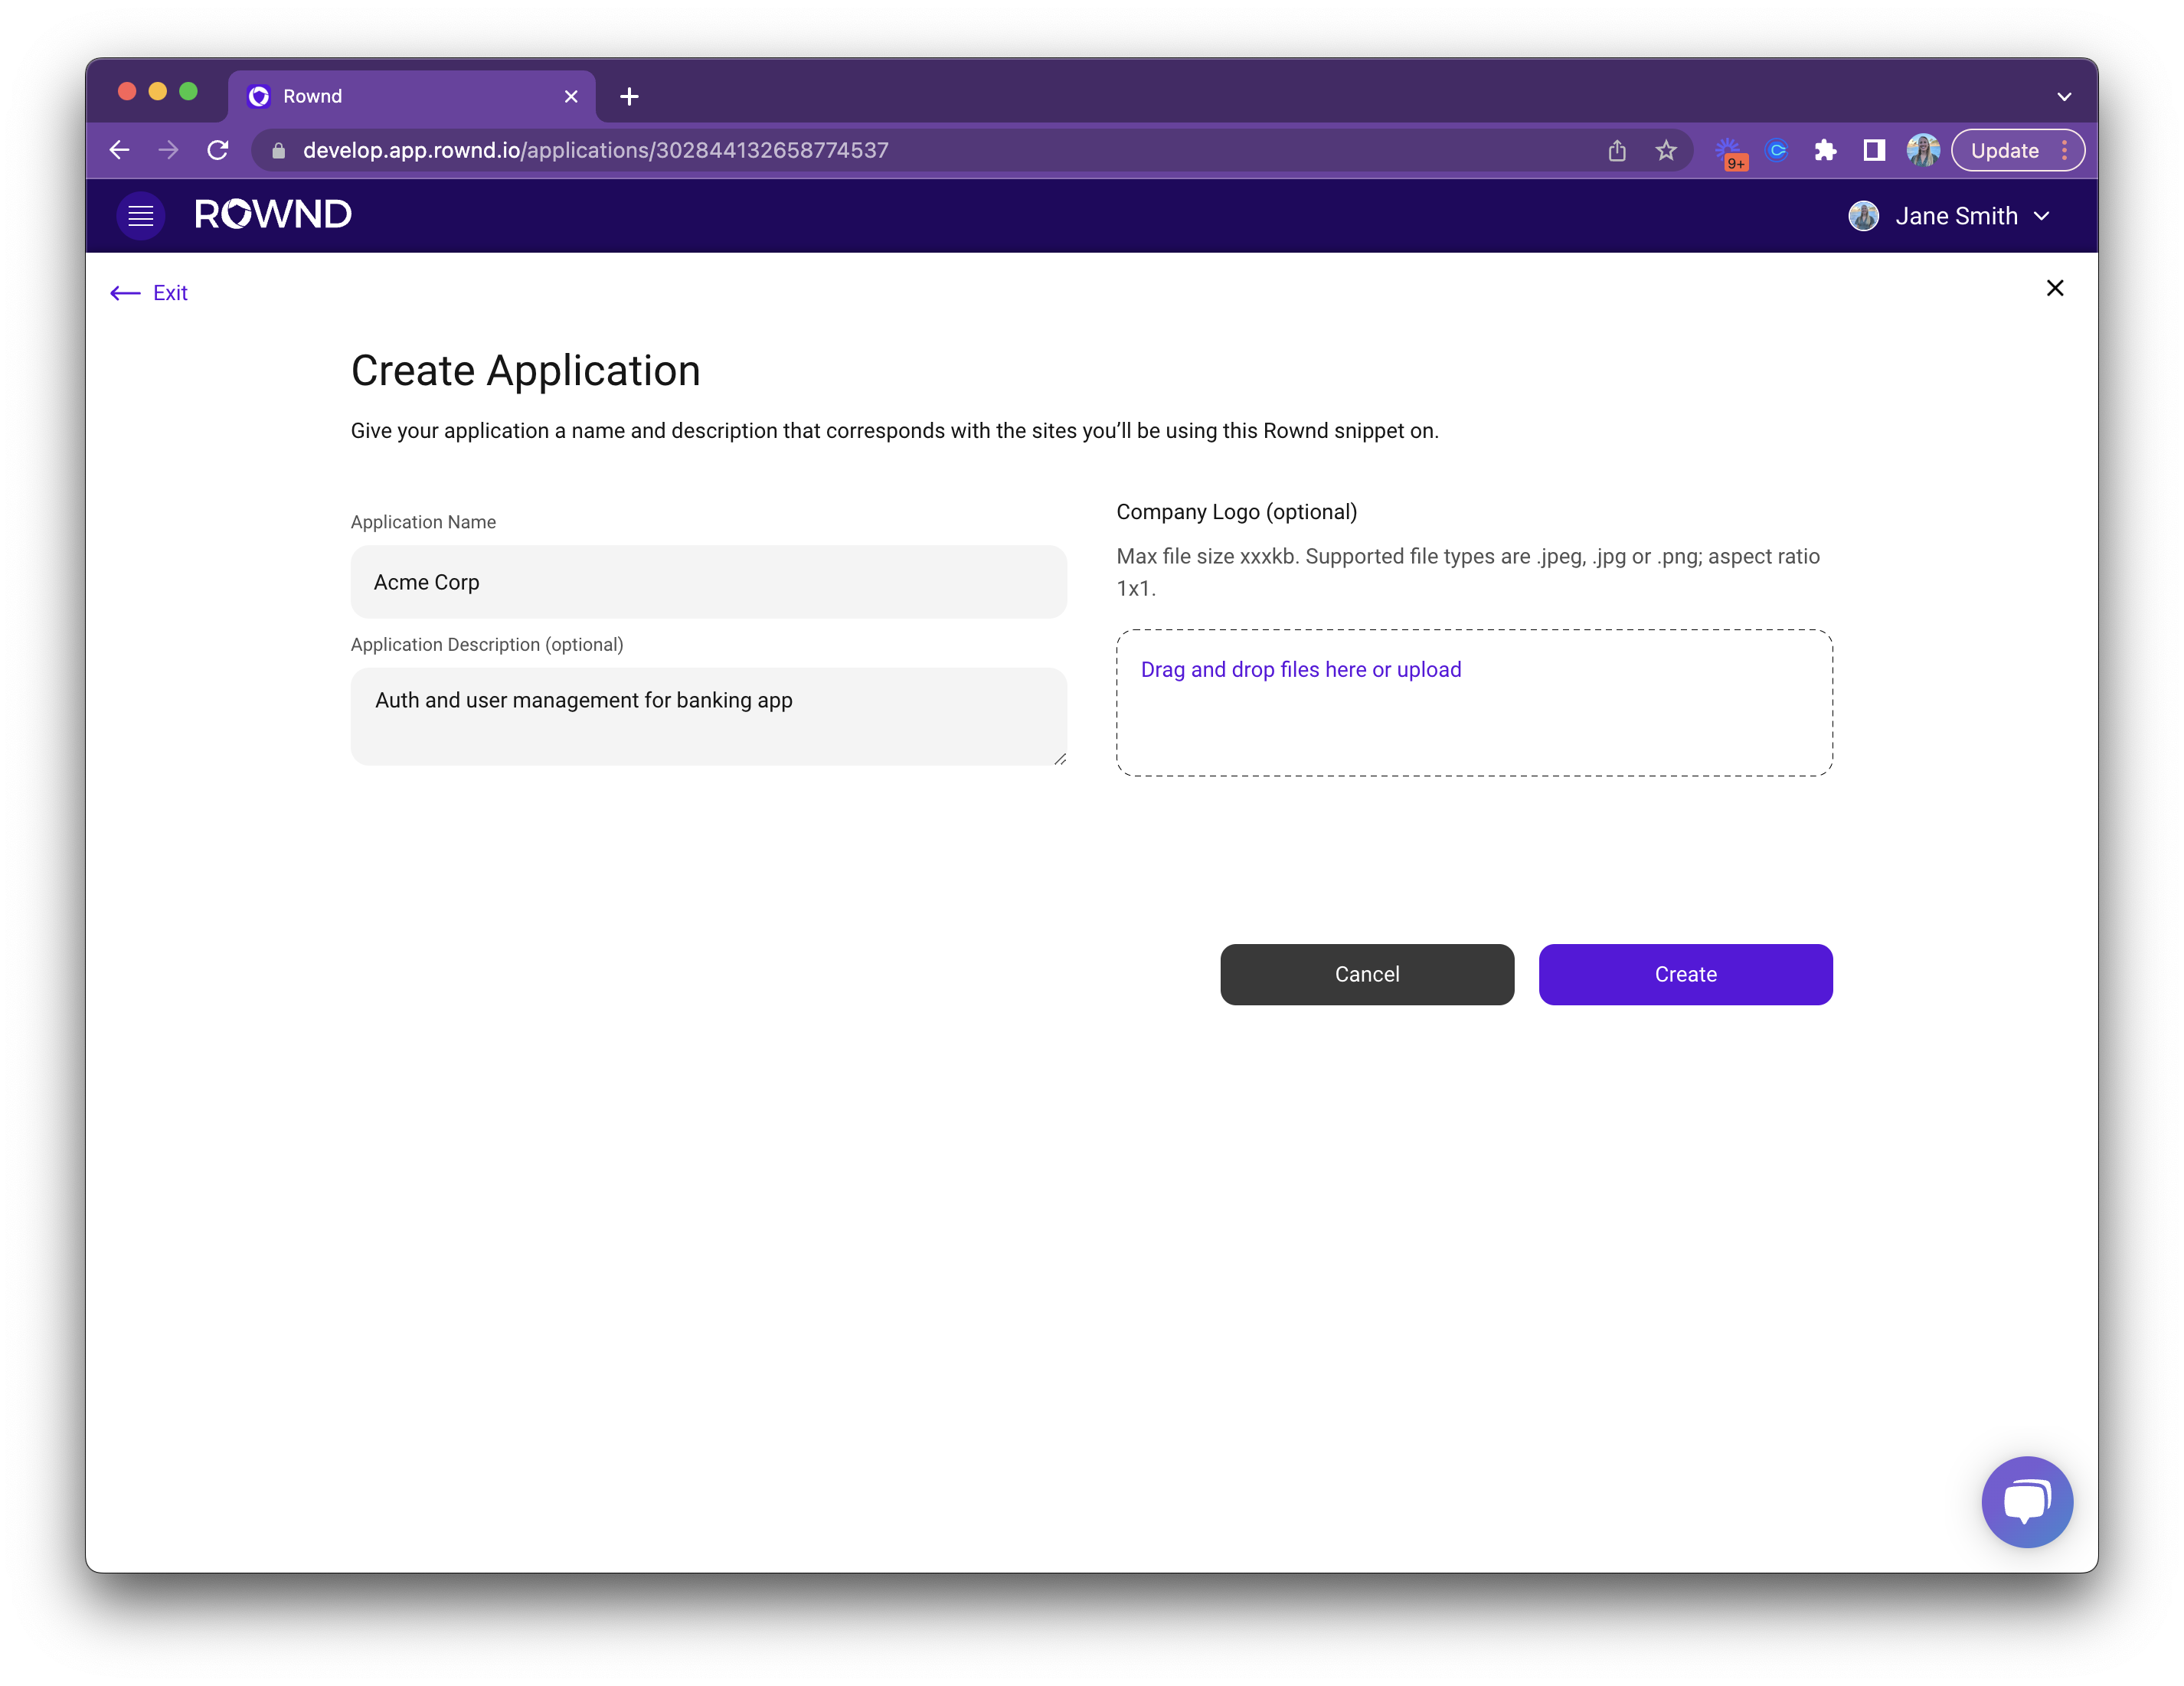 Rownd
develop.app.rownd.io/applications/302844132658774537
9+
Update
ROWND
Jane Smith
Exit
Create Application
Give your application a name and description that corresponds with the sites you’ll be using this Rownd snippet on.
Application Name
Acme Corp
Application Description (optional)
Auth and user management for banking app
Company Logo (optional)
Max file size xxxkb. Supported file types are .jpeg, .jpg or .png; aspect ratio
1x1.
Drag and drop files here or upload
Cancel
Create